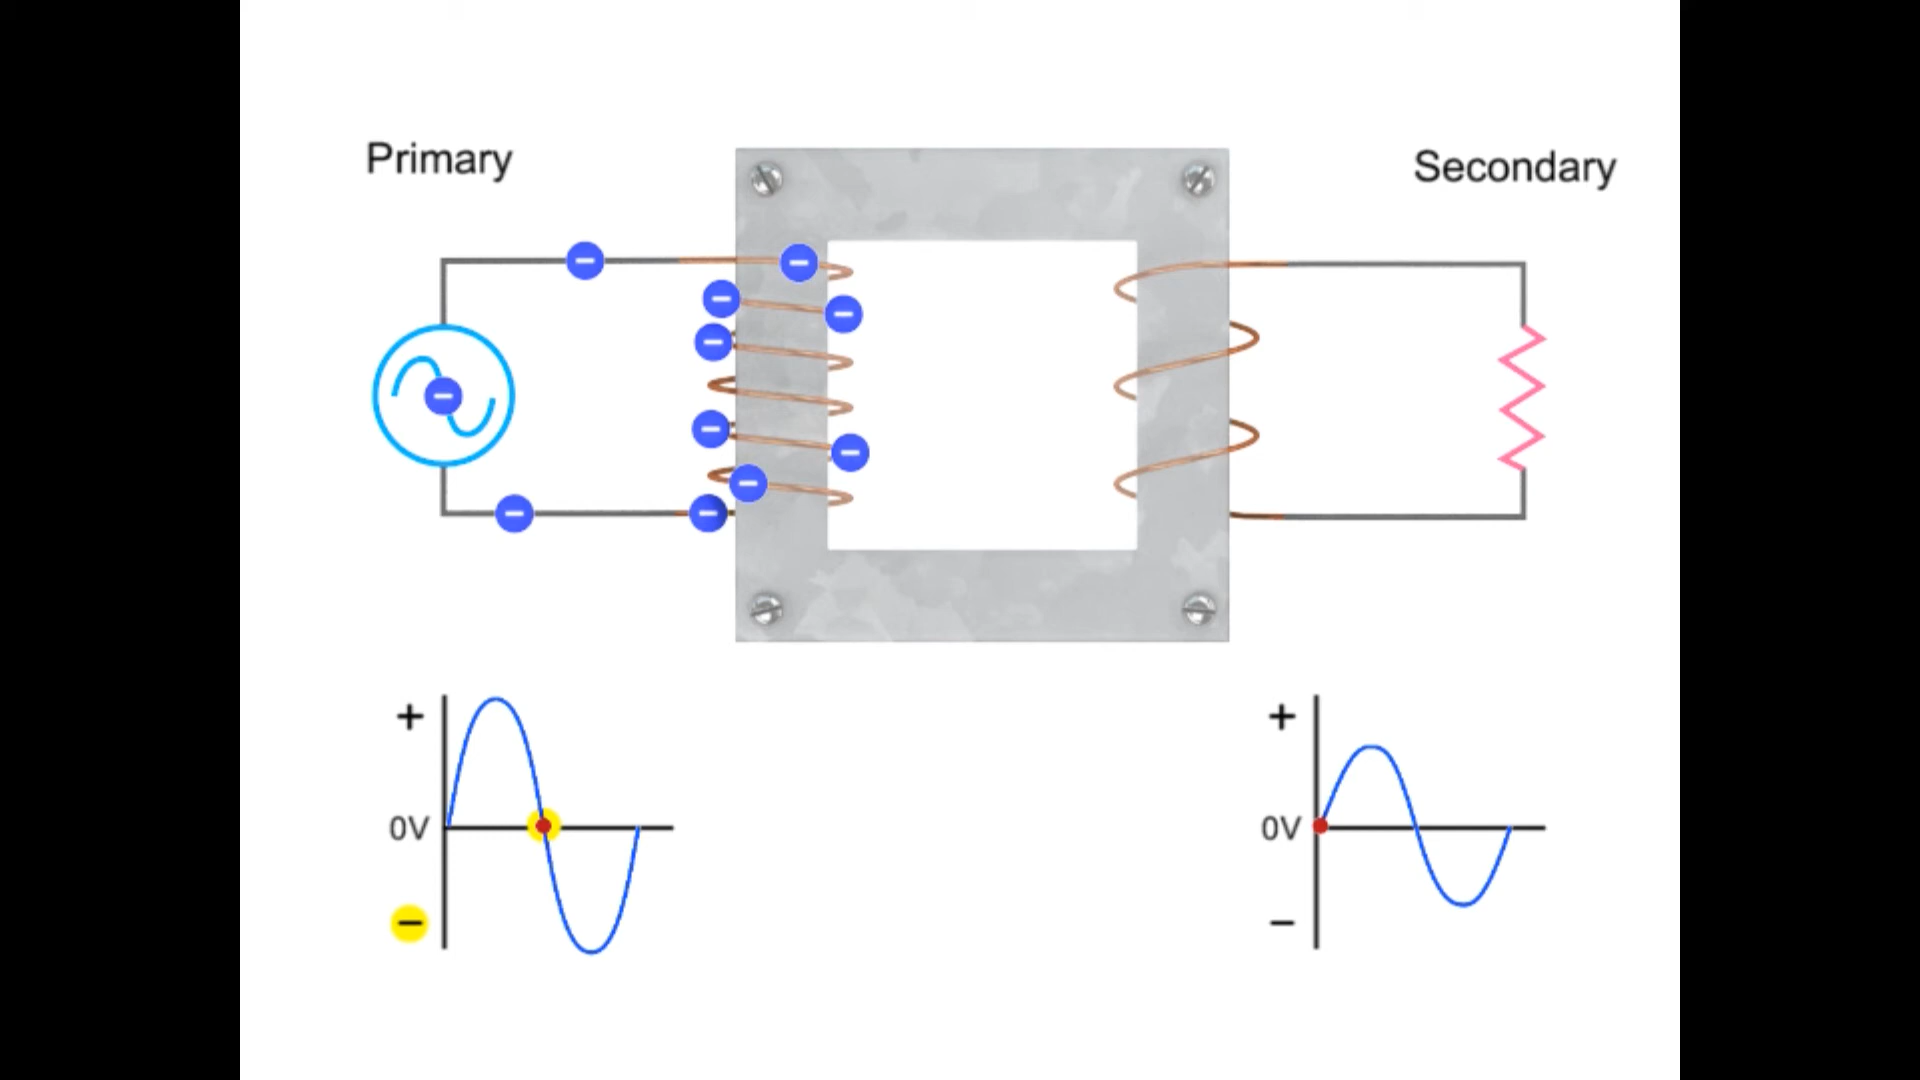 Primary
Secondary
+
0V
−
+
0V
−